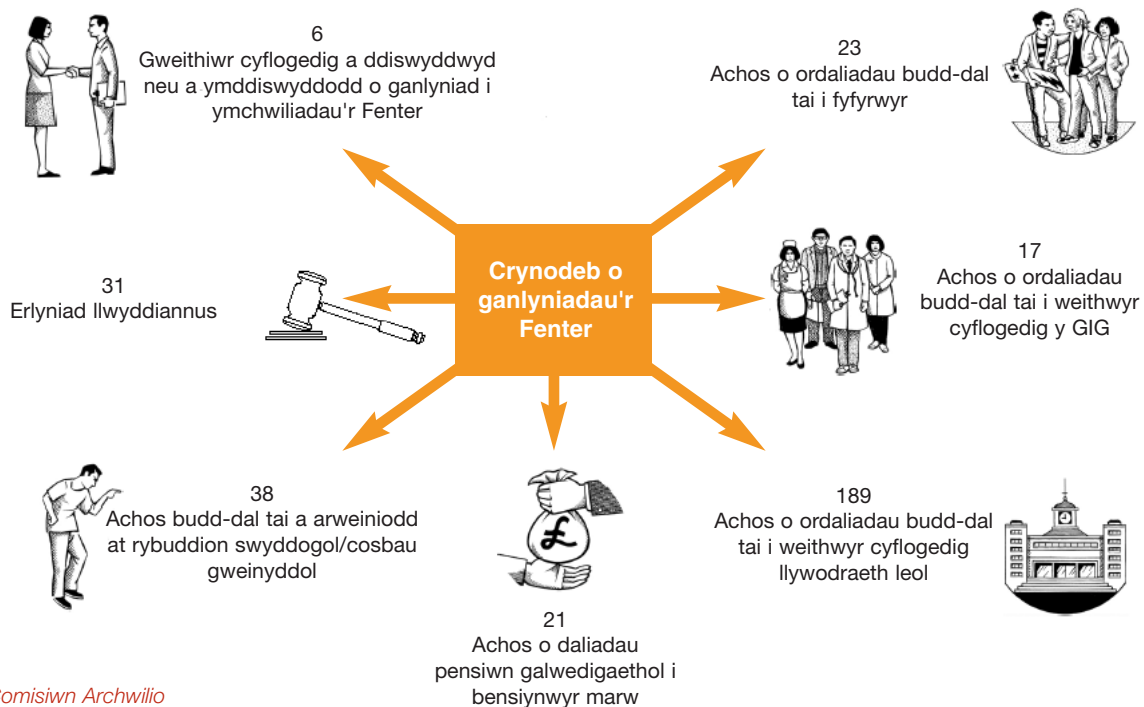 6
Gweithiwr cyflogedig a ddiswyddwyd
neu a ymddiswyddodd o ganlyniad i
ymchwiliadau'r Fenter
23
Achos o ordaliadau budd-dal
tai i fyfyrwyr
31
Erlyniad llwyddiannus
Crynodeb o
ganlyniadau'r
Fenter
17
Achos o ordaliadau
budd-dal tai i weithwyr
cyflogedig y GIG
38
Achos budd-dal tai a arweiniodd
at rybuddion swyddogol/cosbau
gweinyddol
£
21
Achos o daliadau
pensiwn galwedigaethol i
bensiynwyr marw
189
Achos o ordaliadau budd-dal
tai i weithwyr cyflogedig
llywodraeth leol
Archwilio